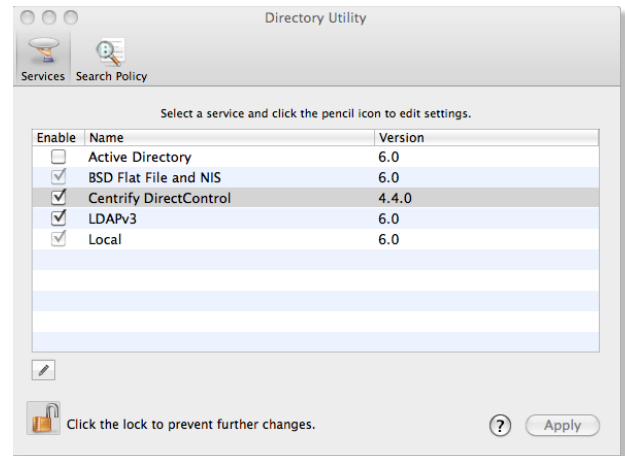 Directory Utility
Services Search Policy
Select a service and click the pencil icon to edit settings.
Enable Name Version
Active Directory 6.0
BSD Flat File and NIS 6.0
Centrify DirectControl 4.4.0
LDAPv3 6.0
Local 6.0
Click the lock to prevent further changes. ? Apply